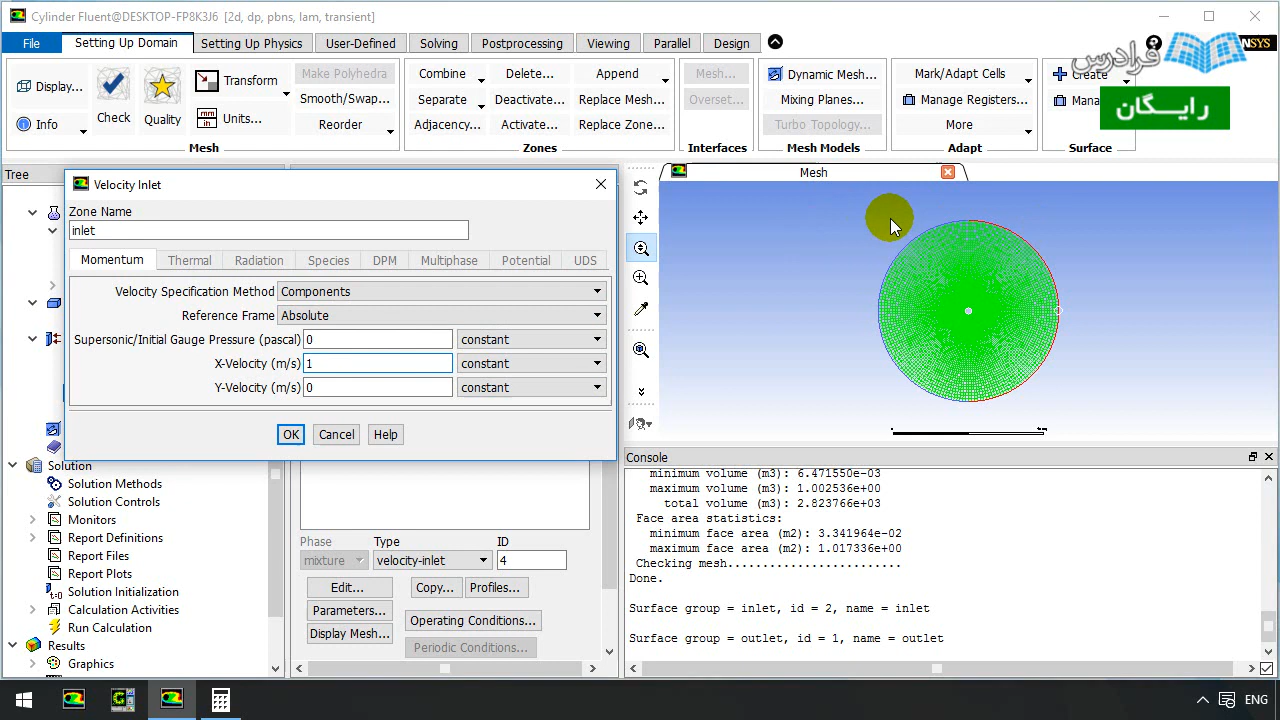 Cylinder Fluent@DESKTOP-FP8K3J6 [2d, dp, pbns, lam, transient]
File
Setting Up Domain
Setting Up Physics
User-Defined
Solving
Postprocessing
Viewing
Parallel
Design
NSYS
فرادرس
رایگان
Display...
Info
Check
Quality
Transform
Units...
Make Polyhedra
Smooth/Swap...
Reorder
Mesh
Combine
Separate
Adjacency...
Delete...
Deactivate...
Activate...
Append
Replace Mesh...
Replace Zone...
Zones
Mesh...
Overset...
Interfaces
Dynamic Mesh...
Mixing Planes...
Turbo Topology...
Mesh Models
Mark/Adapt Cells
Manage Registers...
More
Adapt
Create
Mana
Surface
Tree
Velocity Inlet
Zone Name
inlet
Momentum
Thermal
Radiation
Species
DPM
Multiphase
Potential
UDS
Velocity Specification Method Components
Reference Frame Absolute
Supersonic/Initial Gauge Pressure (pascal) 0 constant
X-Velocity (m/s) 1 constant
Y-Velocity (m/s) 0 constant
OK
Cancel
Help
Solution
Solution Methods
Solution Controls
Monitors
Report Definitions
Report Files
Report Plots
Solution Initialization
Calculation Activities
Run Calculation
Results
Graphics
Phase
mixture
Type
velocity-inlet
ID
4
Edit...
Copy...
Profiles...
Parameters...
Operating Conditions...
Display Mesh...
Periodic Conditions...
Mesh
Console
minimum volume (m3): 6.471550e-03
maximum volume (m3): 1.002536e+00
total volume (m3): 2.823766e+03
Face area statistics:
minimum face area (m2): 3.341964e-02
maximum face area (m2): 1.017336e+00
Checking mesh.........................
Done.
Surface group = inlet, id = 2, name = inlet
Surface group = outlet, id = 1, name = outlet
ENG